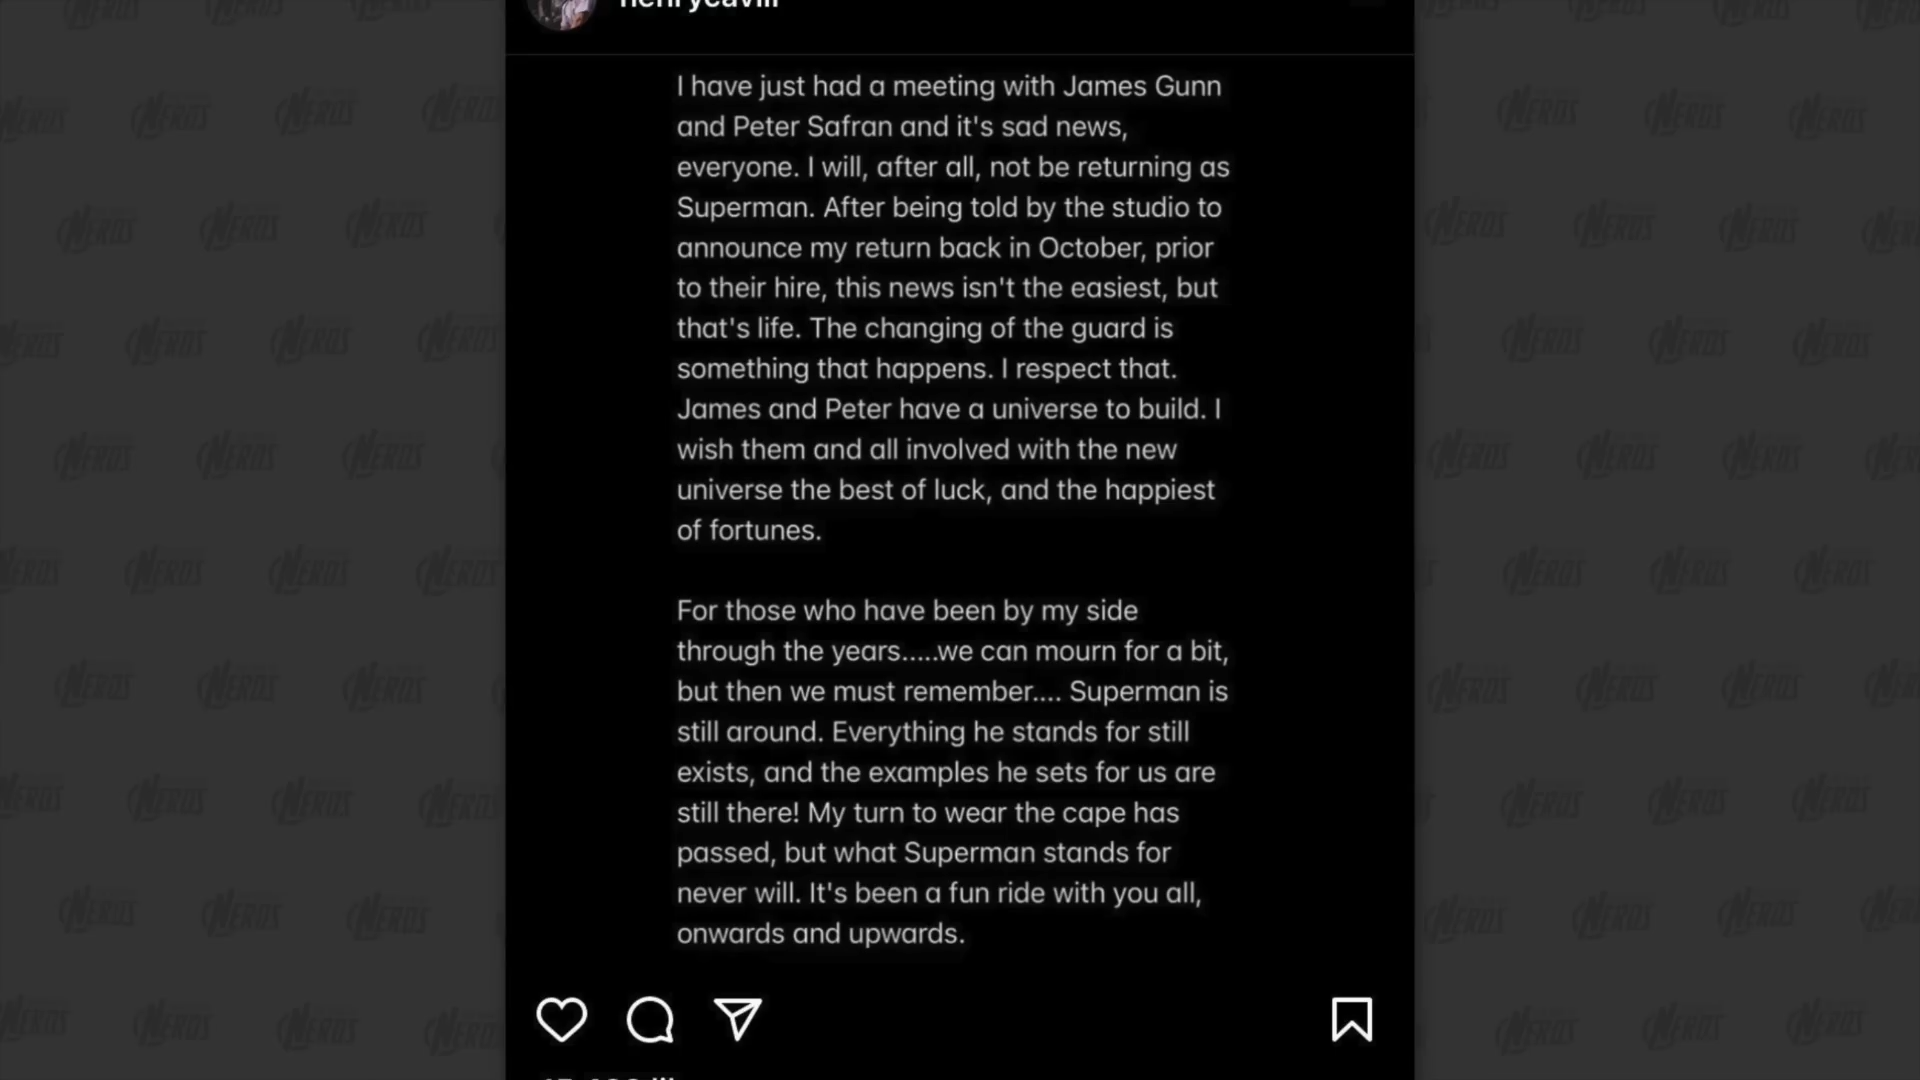 henrycavill
I have just had a meeting with James Gunn
and Peter Safran and it's sad news,
everyone. I will, after all, not be returning as
Superman. After being told by the studio to
announce my return back in October, prior
to their hire, this news isn't the easiest, but
that's life. The changing of the guard is
something that happens. I respect that.
James and Peter have a universe to build. I
wish them and all involved with the new
universe the best of luck, and the happiest
of fortunes.
For those who have been by my side
through the years.....we can mourn for a bit,
but then we must remember.... Superman is
still around. Everything he stands for still
exists, and the examples he sets for us are
still there! My turn to wear the cape has
passed, but what Superman stands for
never will. It's been a fun ride with you all,
onwards and upwards.